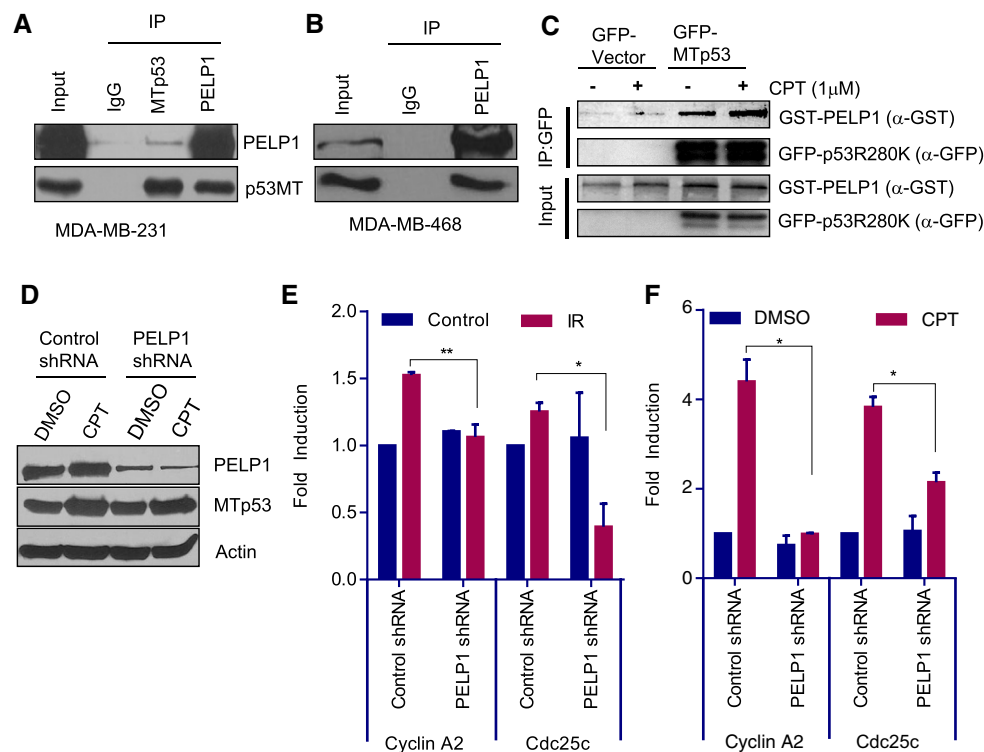 A
IP
Input
IgG
MTp53
PELP1
PELP1
p53MT
MDA-MB-231
B
IP
Input
IgG
PELP1
MDA-MB-468
C
GFP-
Vector
GFP-
MTp53
- + - + CPT (1µM)
IP:GFP
GST-PELP1 (α-GST)
GFP-p53R280K (α-GFP)
Input
GST-PELP1 (α-GST)
GFP-p53R280K (α-GFP)
D
Control
shRNA
PELP1
shRNA
DMSO
CPT
DMSO
CPT
PELP1
MTp53
Actin
E
Control
IR
Fold Induction
2.0
1.5
1.0
0.5
0.0
**
*
Control shRNA
PELP1 shRNA
Control shRNA
PELP1 shRNA
Cyclin A2
Cdc25c
F
DMSO
CPT
Fold Induction
6
4
2
0
*
*
Control shRNA
PELP1 shRNA
Control shRNA
PELP1 shRNA
Cyclin A2
Cdc25c